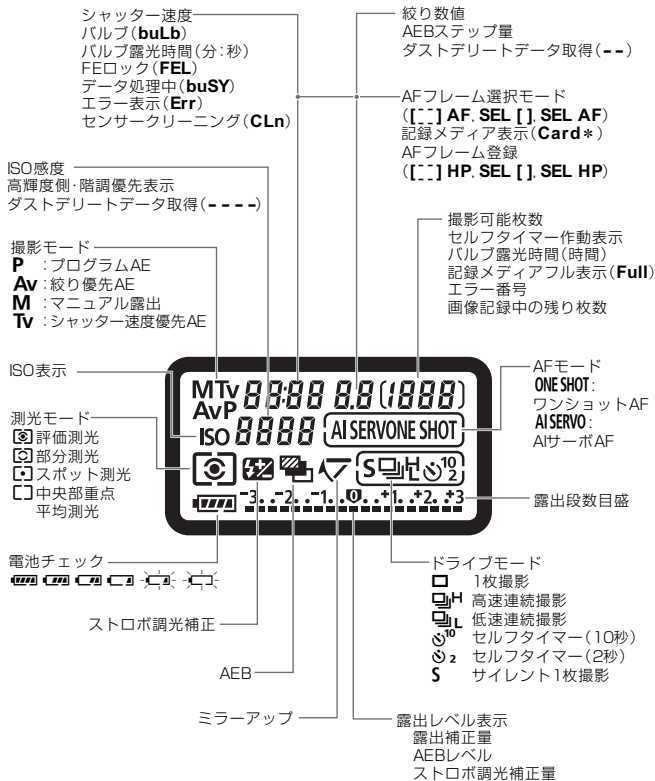 シャッター速度
バルブ(buLb)
バルブ露光時間(分:秒)
FEロック(FEL)
データ処理中(buSY)
エラー表示(Err)
センサークリーニング(CLn)
絞り数値
AEBステップ量
ダストデリートデータ取得(--)
AFフレーム選択モード
([ ] AF, SEL [ ], SEL AF)
記録メディア表示(Card*)
AFフレーム登録
([ ] HP, SEL [ ], SEL HP)
ISO感度
高輝度側・階調優先表示
ダストデリートデータ取得(----)
撮影可能枚数
セルフタイマー作動表示
バルブ露光時間(時間)
記録メディアフル表示(Full)
エラー番号
画像記録中の残り枚数
撮影モード
P :プログラムAE
Av :絞り優先AE
M :マニュアル露出
Tv :シャッター速度優先AE
ISO表示
測光モード
評価測光
部分測光
スポット測光
中央部重点
平均測光
MTv 88:88 8.8 (1888)
AvP
ISO 8888 AI SERVONE SHOT
S H L 10 2
-3..-2..-1..0..+1..+2..+3
AFモード
ONE SHOT:
ワンショットAF
AI SERVO:
AIサーボAF
露出段数目盛
電池チェック
ストロボ調光補正
AEB
ミラーアップ
ドライブモード
1枚撮影
H 高速連続撮影
L 低速連続撮影
10 セルフタイマー(10秒)
2 セルフタイマー(2秒)
S サイレント1枚撮影
露出レベル表示
露出補正量
AEBレベル
ストロボ調光補正量